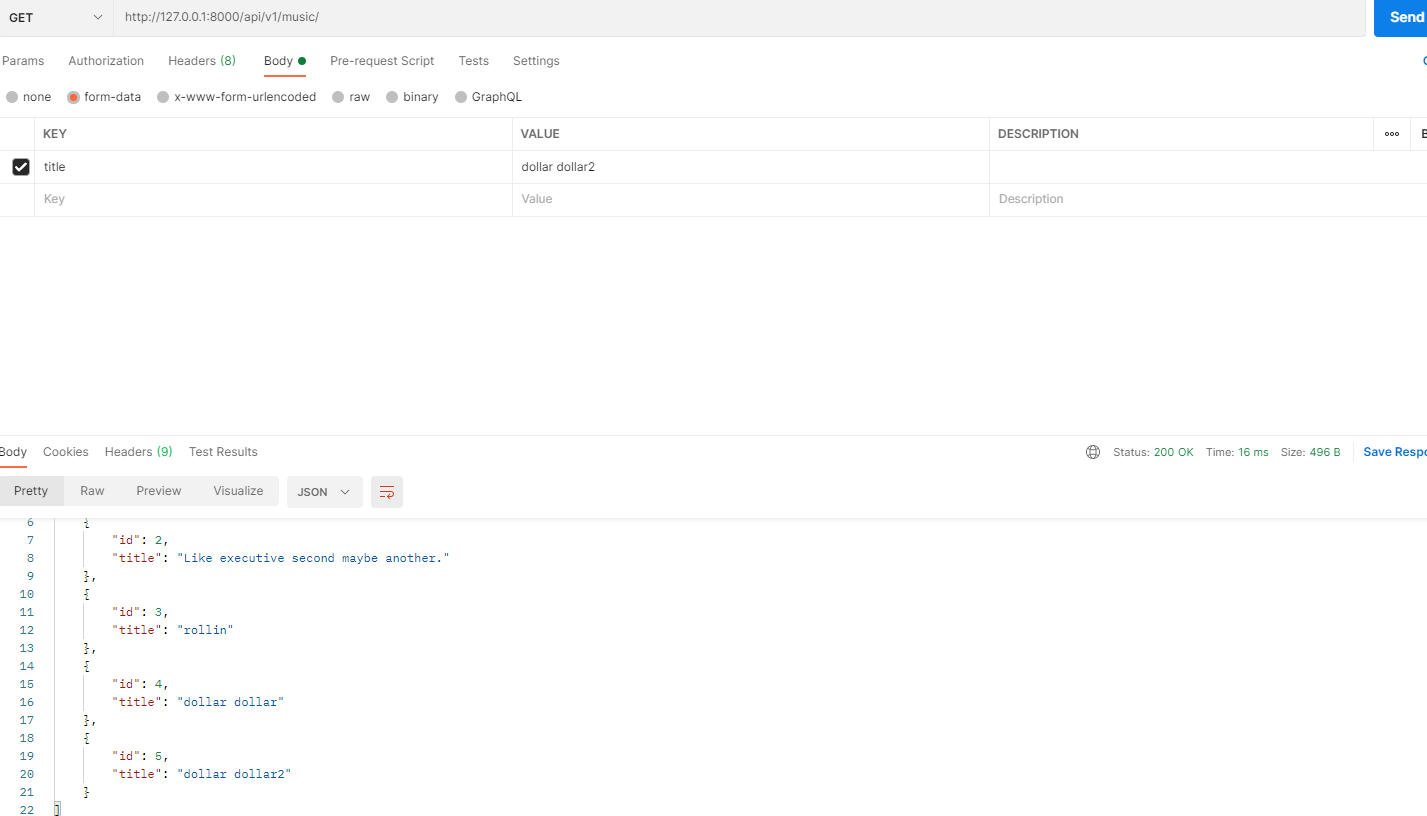 GET http://127.0.0.1:8000/api/v1/music/ Send
Params Authorization Headers (8) Body Pre-request Script Tests Settings
none form-data x-www-form-urlencoded raw binary GraphQL
KEY VALUE DESCRIPTION
title dollar dollar2
Key Value Description
Body Cookies Headers (9) Test Results Status: 200 OK Time: 16 ms Size: 496 B Save
Pretty Raw Preview Visualize JSON
6 {
7 "id": 2,
8 "title": "Like executive second maybe another."
9 },
10 {
11 "id": 3,
12 "title": "rollin"
13 },
14 {
15 "id": 4,
16 "title": "dollar dollar"
17 },
18 {
19 "id": 5,
20 "title": "dollar dollar2"
21 }
22 ]